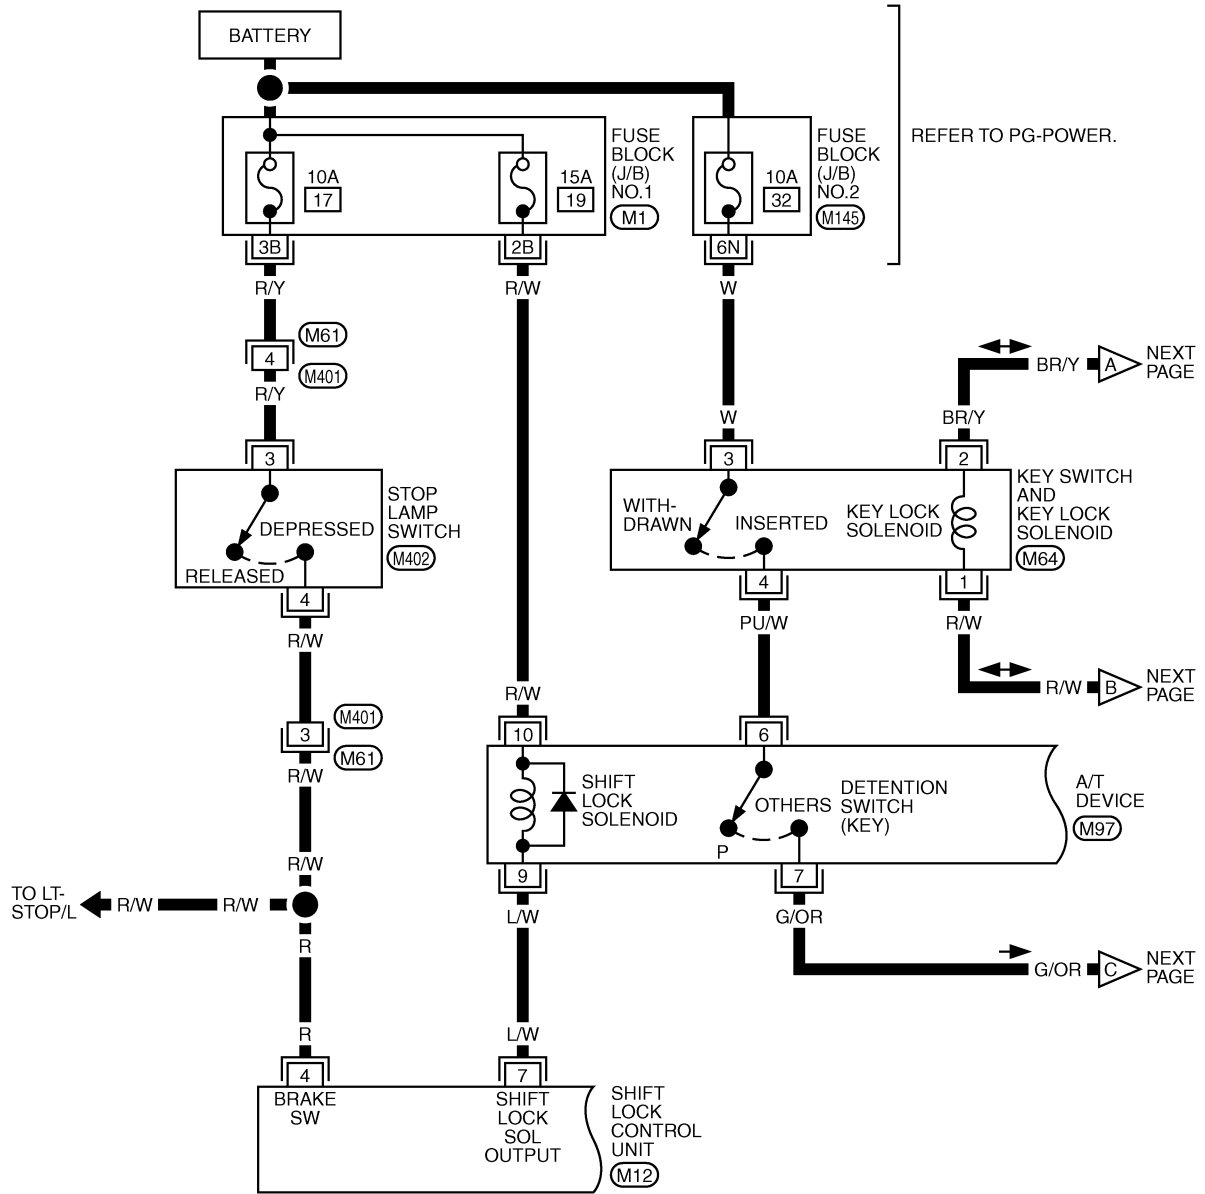 BATTERY
REFER TO PG-POWER.
10A
17
15A
19
FUSE
BLOCK
(J/B)
NO.1
M1
10A
32
FUSE
BLOCK
(J/B)
NO.2
M145
3B
2B
6N
R/Y
R/W
W
M61
4
M401
R/Y
NEXT
PAGE
A
BR/Y
BR/Y
W
3
3
2
STOP
LAMP
SWITCH
M402
DEPRESSED
RELEASED
WITH-
DRAWN
INSERTED
KEY LOCK
SOLENOID
KEY SWITCH
AND
KEY LOCK
SOLENOID
M64
4
4
1
R/W
PU/W
R/W
R/W
B
NEXT
PAGE
R/W
M401
3
M61
R/W
10
6
SHIFT
LOCK
SOLENOID
OTHERS
P
DETENTION
SWITCH
(KEY)
A/T
DEVICE
M97
R/W
9
7
TO LT-
STOP/L
R/W
R/W
L/W
G/OR
R
G/OR
C
NEXT
PAGE
R
L/W
4
7
BRAKE
SW
SHIFT
LOCK
SOL
OUTPUT
SHIFT
LOCK
CONTROL
UNIT
M12